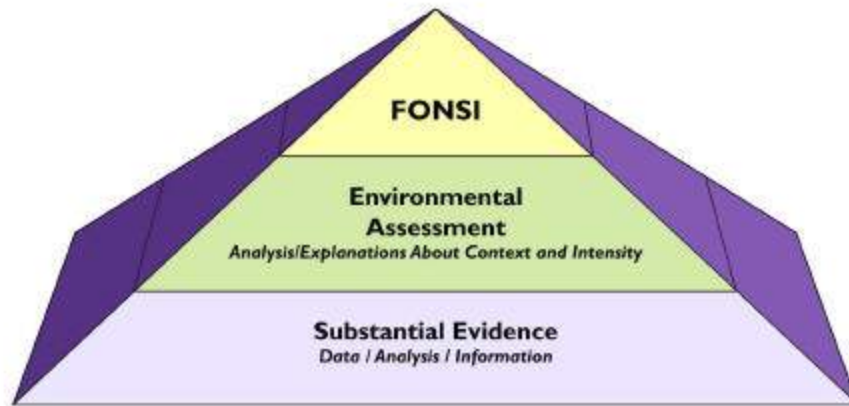 FONSI
Environmental
Assessment
Analysis/Explanations About Context and Intensity
Substantial Evidence
Data / Analysis / Information